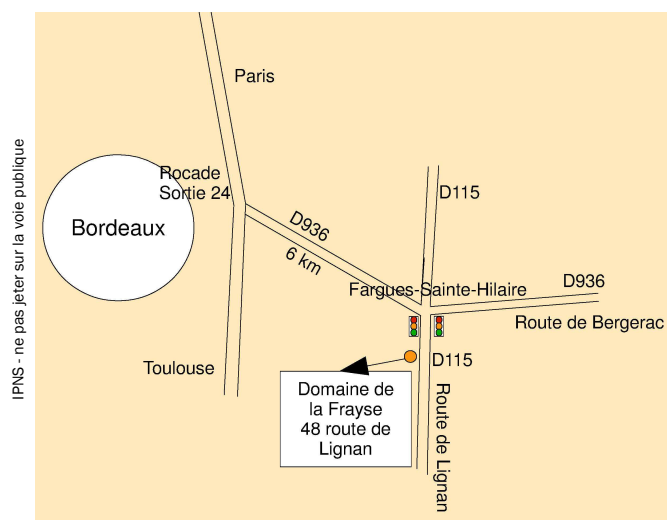 Paris
Rocade
Sortie 24
Bordeaux
D115
D936
6 km
Fargues-Sainte-Hilaire
D936
Route de Bergerac
Toulouse
D115
Domaine de
la Frayse
48 route de
Lignan
Route de Lignan
IPNS - ne pas jeter sur la voie publique